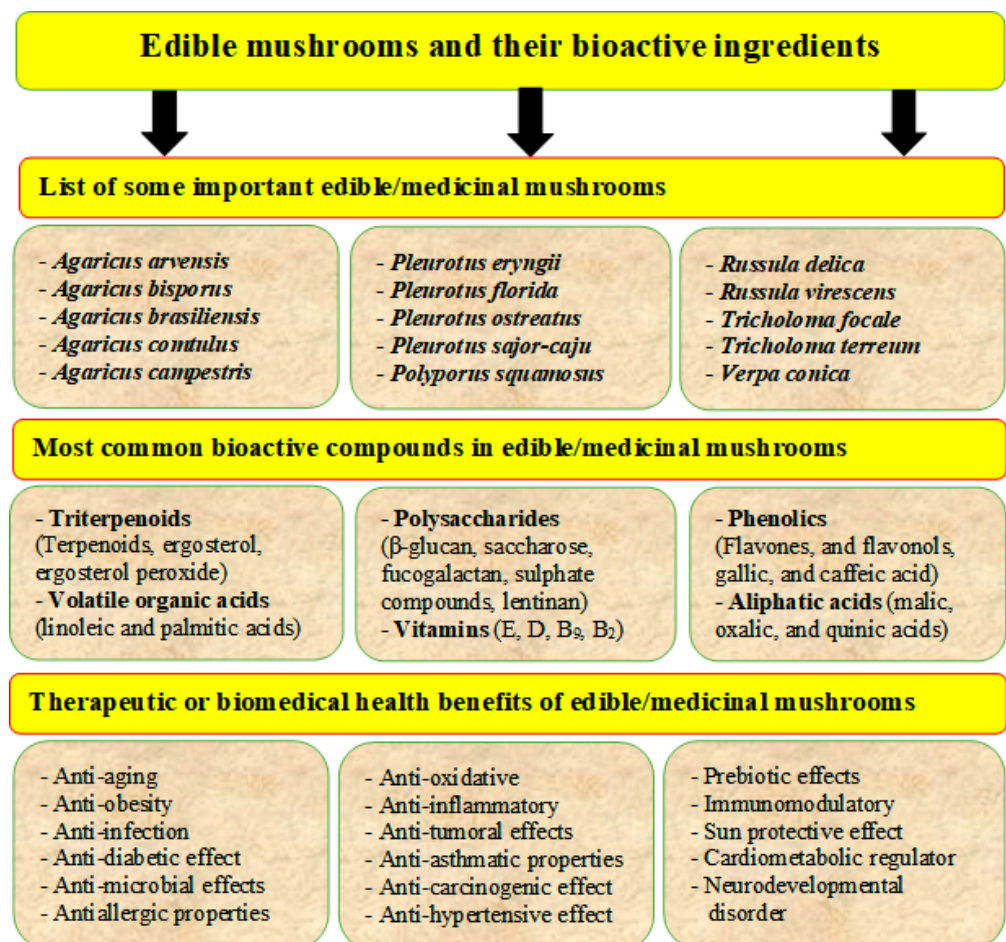 Edible mushrooms and their bioactive ingredients
List of some important edible/medicinal mushrooms
- Agaricus arvensis
- Agaricus bisporus
- Agaricus brasiliensis
- Agaricus comtulus
- Agaricus campestris
- Pleurotus eryngii
- Pleurotus florida
- Pleurotus ostreatus
- Pleurotus sajor-caju
- Polyporus squamosus
- Russula delica
- Russula virescens
- Tricholoma focale
- Tricholoma terreum
- Verpa conica
Most common bioactive compounds in edible/medicinal mushrooms
- Triterpenoids
(Terpenoids, ergosterol,
ergosterol peroxide)
- Volatile organic acids
(linoleic and palmitic acids)
- Polysaccharides
(β-glucan, saccharose,
fucogalactan, sulphate
compounds, lentinan)
- Vitamins (E, D, B₉, B₂)
- Phenolics
(Flavones, and flavonols,
gallic, and caffeic acid)
- Aliphatic acids (malic,
oxalic, and quinic acids)
Therapeutic or biomedical health benefits of edible/medicinal mushrooms
- Anti-aging
- Anti-obesity
- Anti-infection
- Anti-diabetic effect
- Anti-microbial effects
- Antiallergic properties
- Anti-oxidative
- Anti-inflammatory
- Anti-tumoral effects
- Anti-asthmatic properties
- Anti-carcinogenic effect
- Anti-hypertensive effect
- Prebiotic effects
- Immunomodulatory
- Sun protective effect
- Cardiometabolic regulator
- Neurodevelopmental
disorder